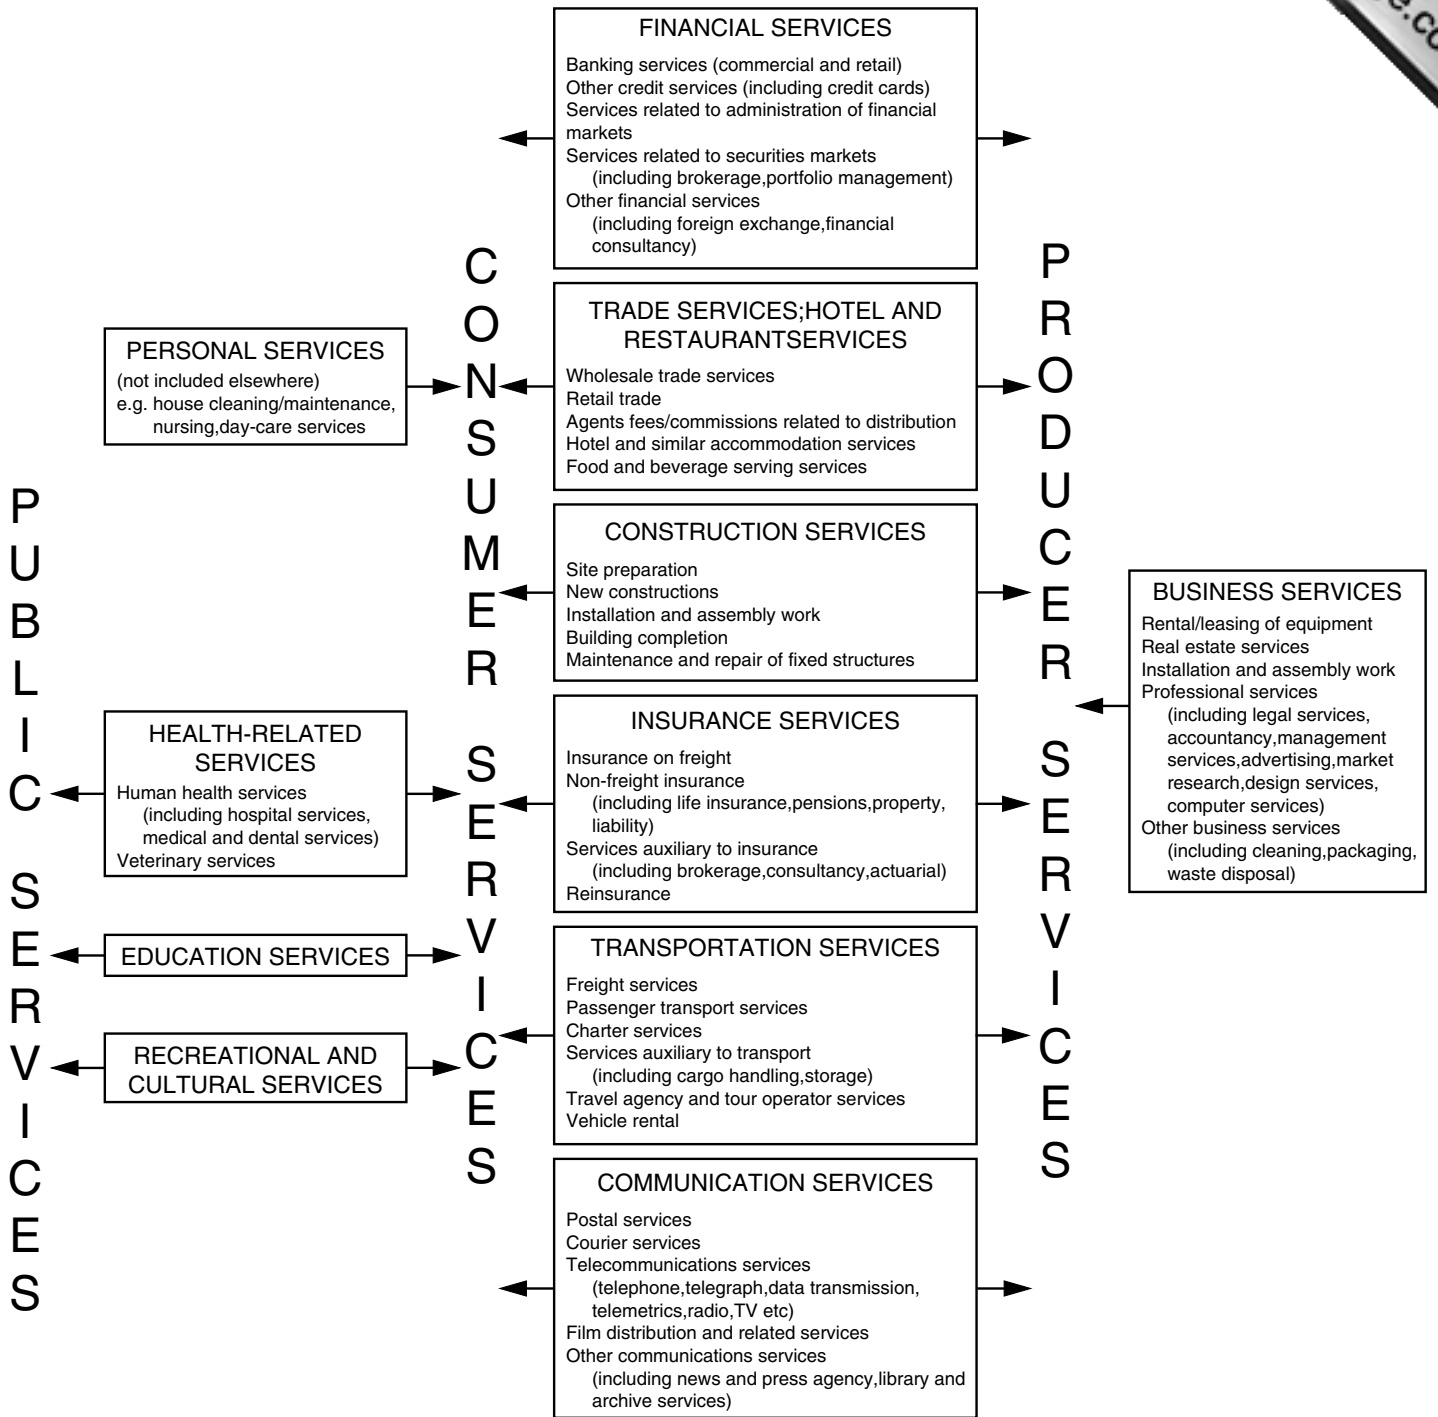 FINANCIAL SERVICES
Banking services (commercial and retail)
Other credit services (including credit cards)
Services related to administration of financial
markets
Services related to securities markets
(including brokerage,portfolio management)
Other financial services
(including foreign exchange,financial
consultancy)
TRADE SERVICES;HOTEL AND
RESTAURANTSERVICES
Wholesale trade services
Retail trade
Agents fees/commissions related to distribution
Hotel and similar accommodation services
Food and beverage serving services
CONSTRUCTION SERVICES
Site preparation
New constructions
Installation and assembly work
Building completion
Maintenance and repair of fixed structures
INSURANCE SERVICES
Insurance on freight
Non-freight insurance
(including life insurance,pensions,property,
liability)
Services auxiliary to insurance
(including brokerage,consultancy,actuarial)
Reinsurance
TRANSPORTATION SERVICES
Freight services
Passenger transport services
Charter services
Services auxiliary to transport
(including cargo handling,storage)
Travel agency and tour operator services
Vehicle rental
COMMUNICATION SERVICES
Postal services
Courier services
Telecommunications services
(telephone,telegraph,data transmission,
telemetrics,radio,TV etc)
Film distribution and related services
Other communications services
(including news and press agency,library and
archive services)
PUBLIC SERVICES
PERSONAL SERVICES
(not included elsewhere)
e.g. house cleaning/maintenance,
nursing,day-care services
HEALTH-RELATED
SERVICES
Human health services
(including hospital services,
medical and dental services)
Veterinary services
EDUCATION SERVICES
RECREATIONAL AND
CULTURAL SERVICES
CONSUMER SERVICES
PRODUCER SERVICES
BUSINESS SERVICES
Rental/leasing of equipment
Real estate services
Installation and assembly work
Professional services
(including legal services,
accountancy,management
services,advertising,market
research,design services,
computer services)
Other business services
(including cleaning,packaging,
waste disposal)